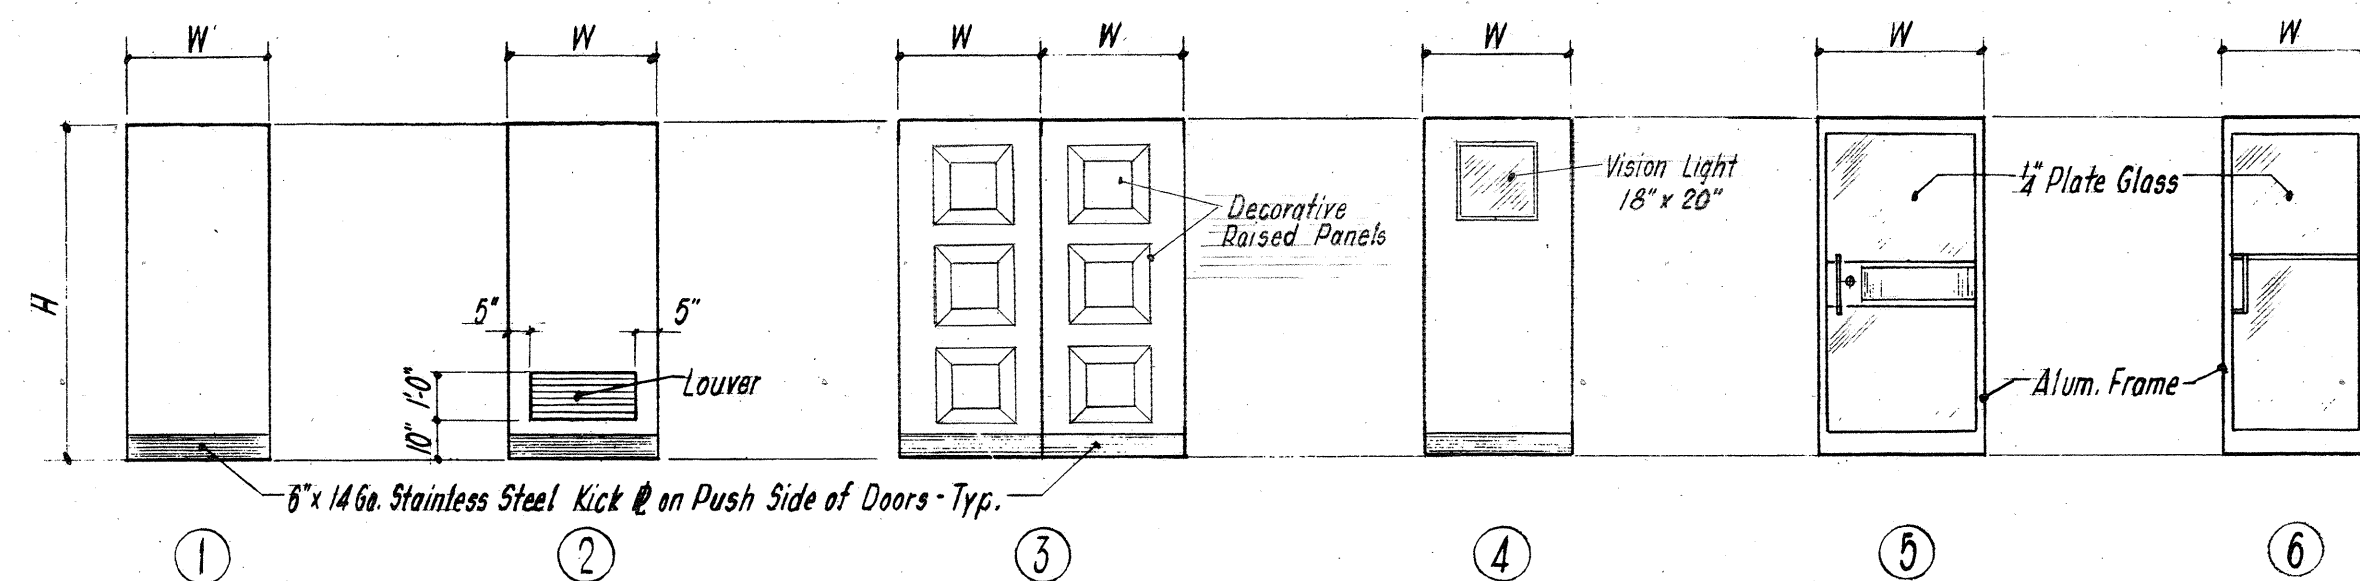 W W W W W W W
H
5" 5"
1'-0"
10"
Louver
Decorative
Raised Panels
Vision Light
18" x 20"
1/4" Plate Glass
Alum. Frame
6" x 14 Ga. Stainless Steel Kick ⅊ on Push Side of Doors - Typ.
1 2 3 4 5 6